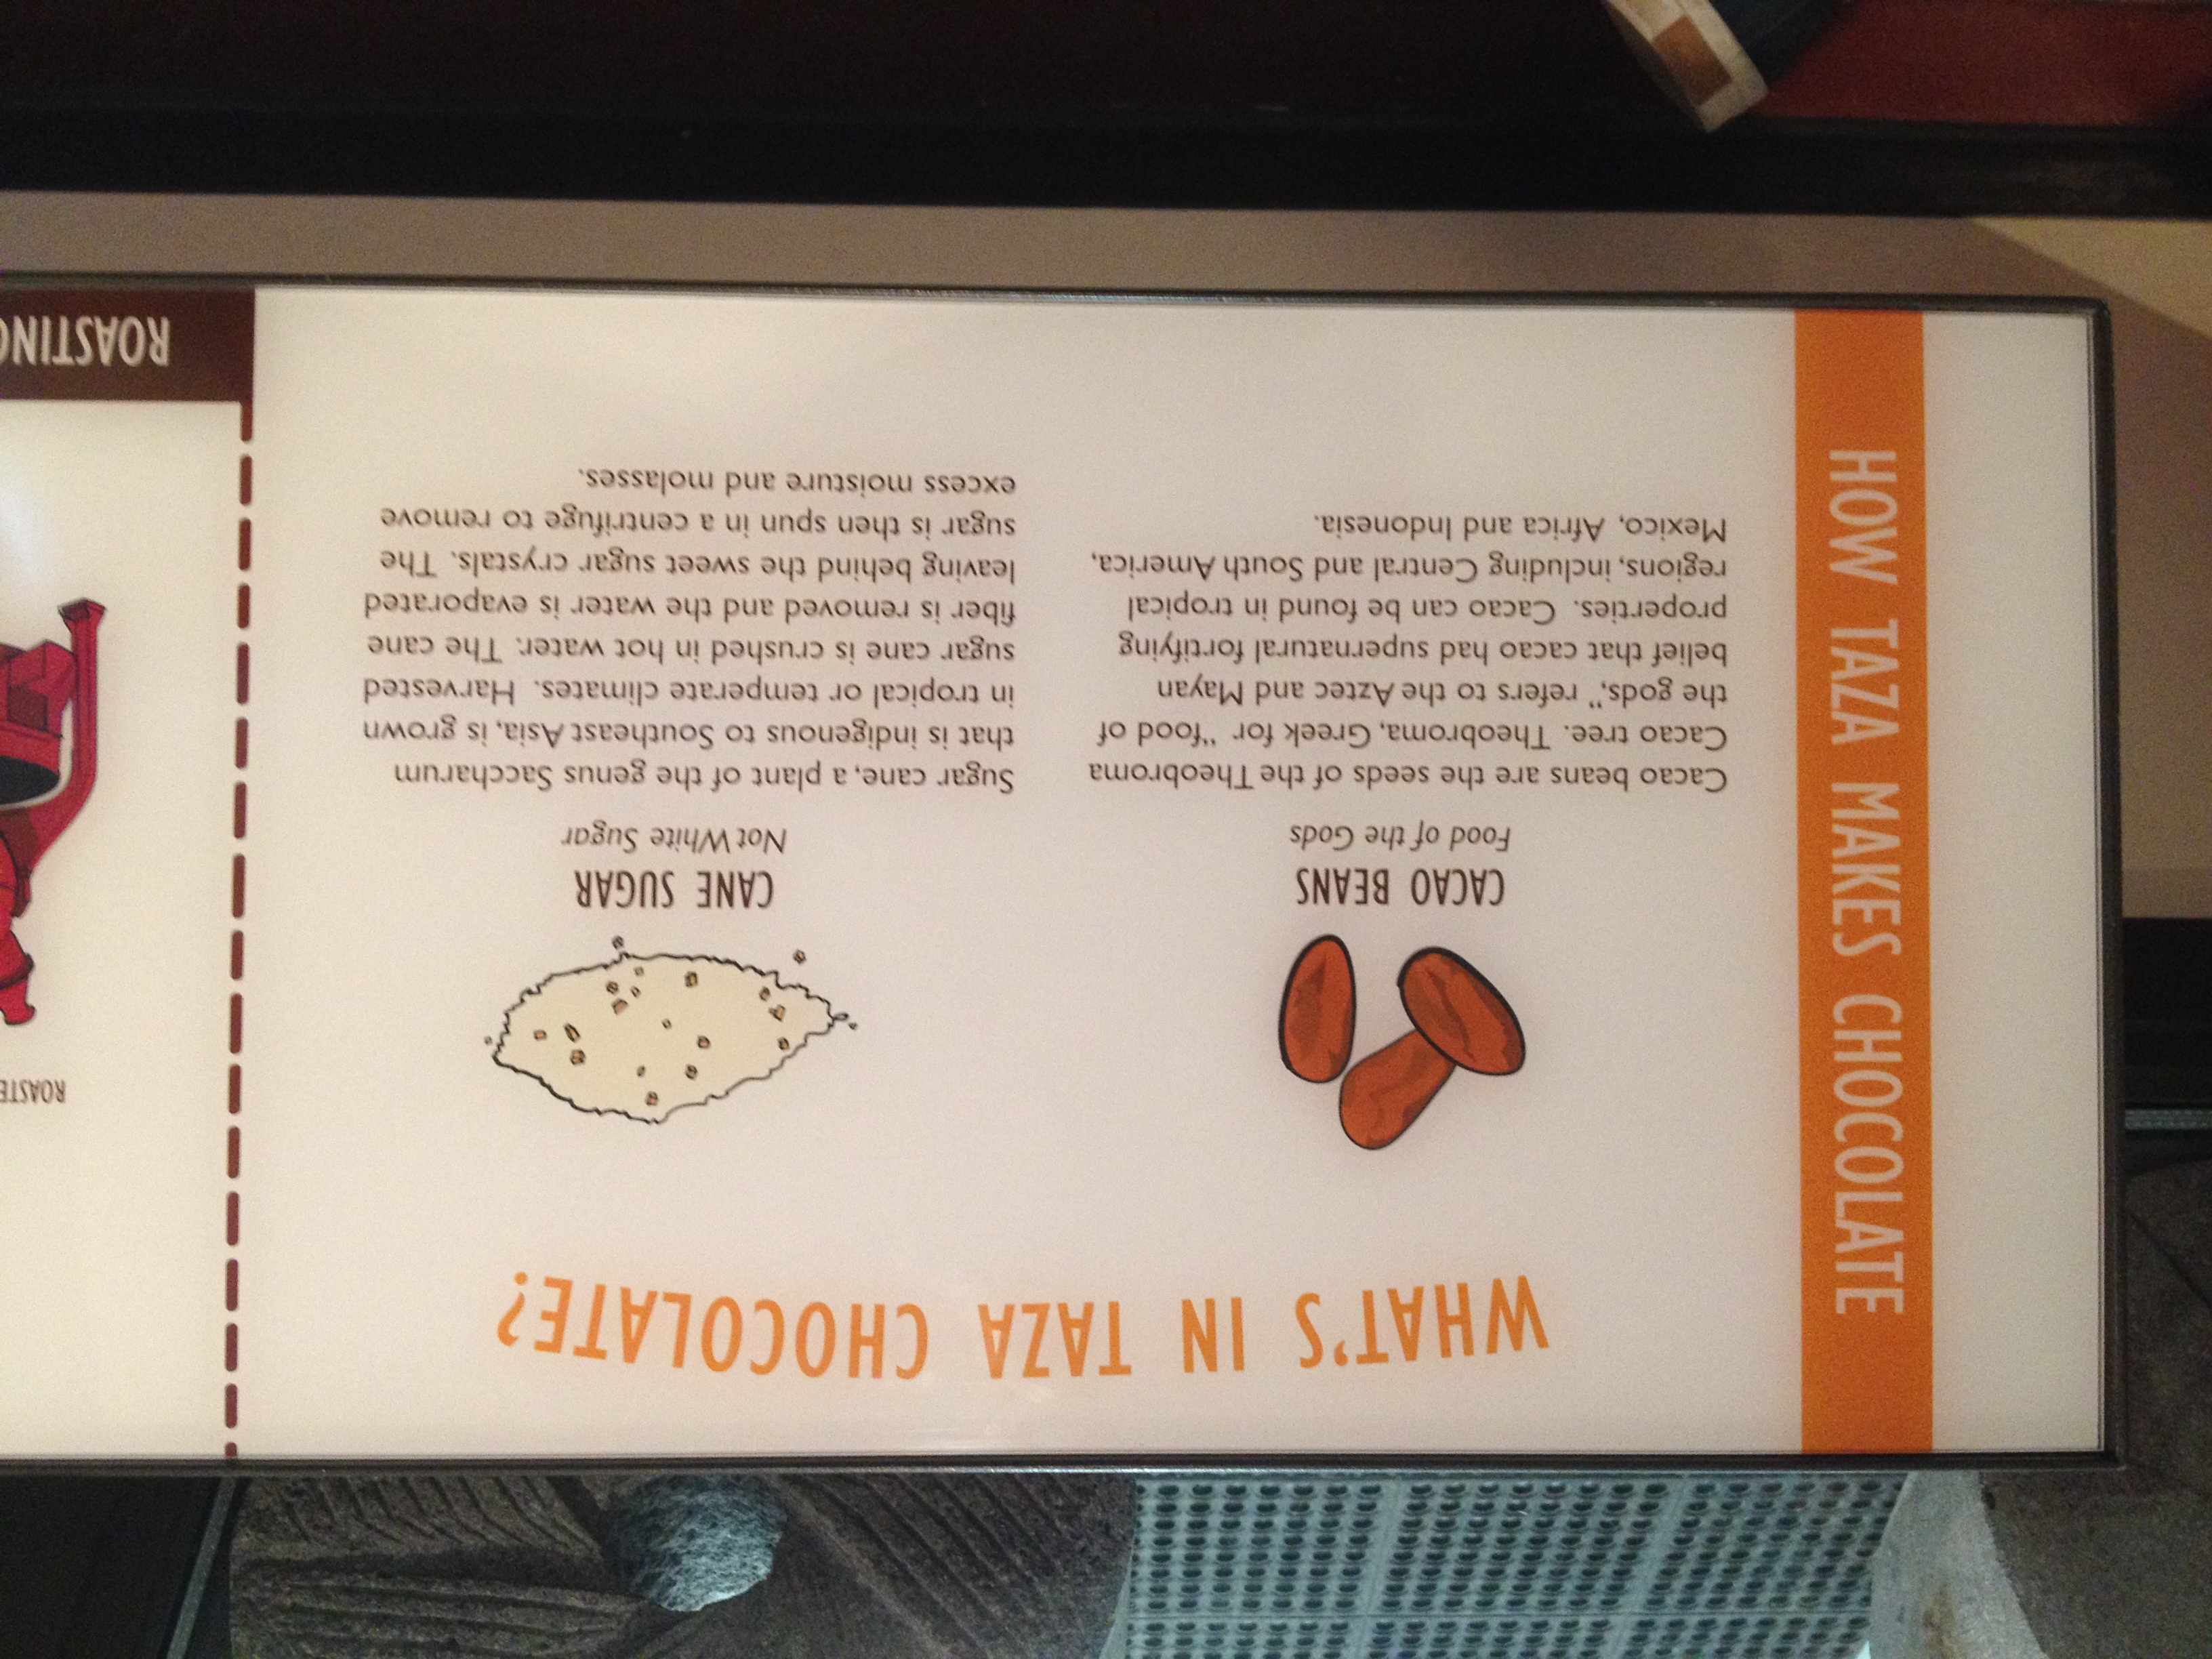 HOW TAZA MAKES CHOCOLATE
WHAT'S IN TAZA CHOCOLATE?
CACAO BEANS
Food of the Gods
Cacao beans are the seeds of the Theobroma
Cacao tree. Theobroma, Greek for “food of
the gods,” refers to the Aztec and Mayan
belief that cacao had supernatural fortifying
properties. Cacao can be found in tropical
regions, including Central and South America,
Mexico, Africa and Indonesia.
CANE SUGAR
Not White Sugar
Sugar cane, a plant of the genus Saccharum
that is indigenous to Southeast Asia, is grown
in tropical or temperate climates. Harvested
sugar cane is crushed in hot water. The cane
fiber is removed and the water is evaporated
leaving behind the sweet sugar crystals. The
sugar is then spun in a centrifuge to remove
excess moisture and molasses.
ROASTE
ROASTING